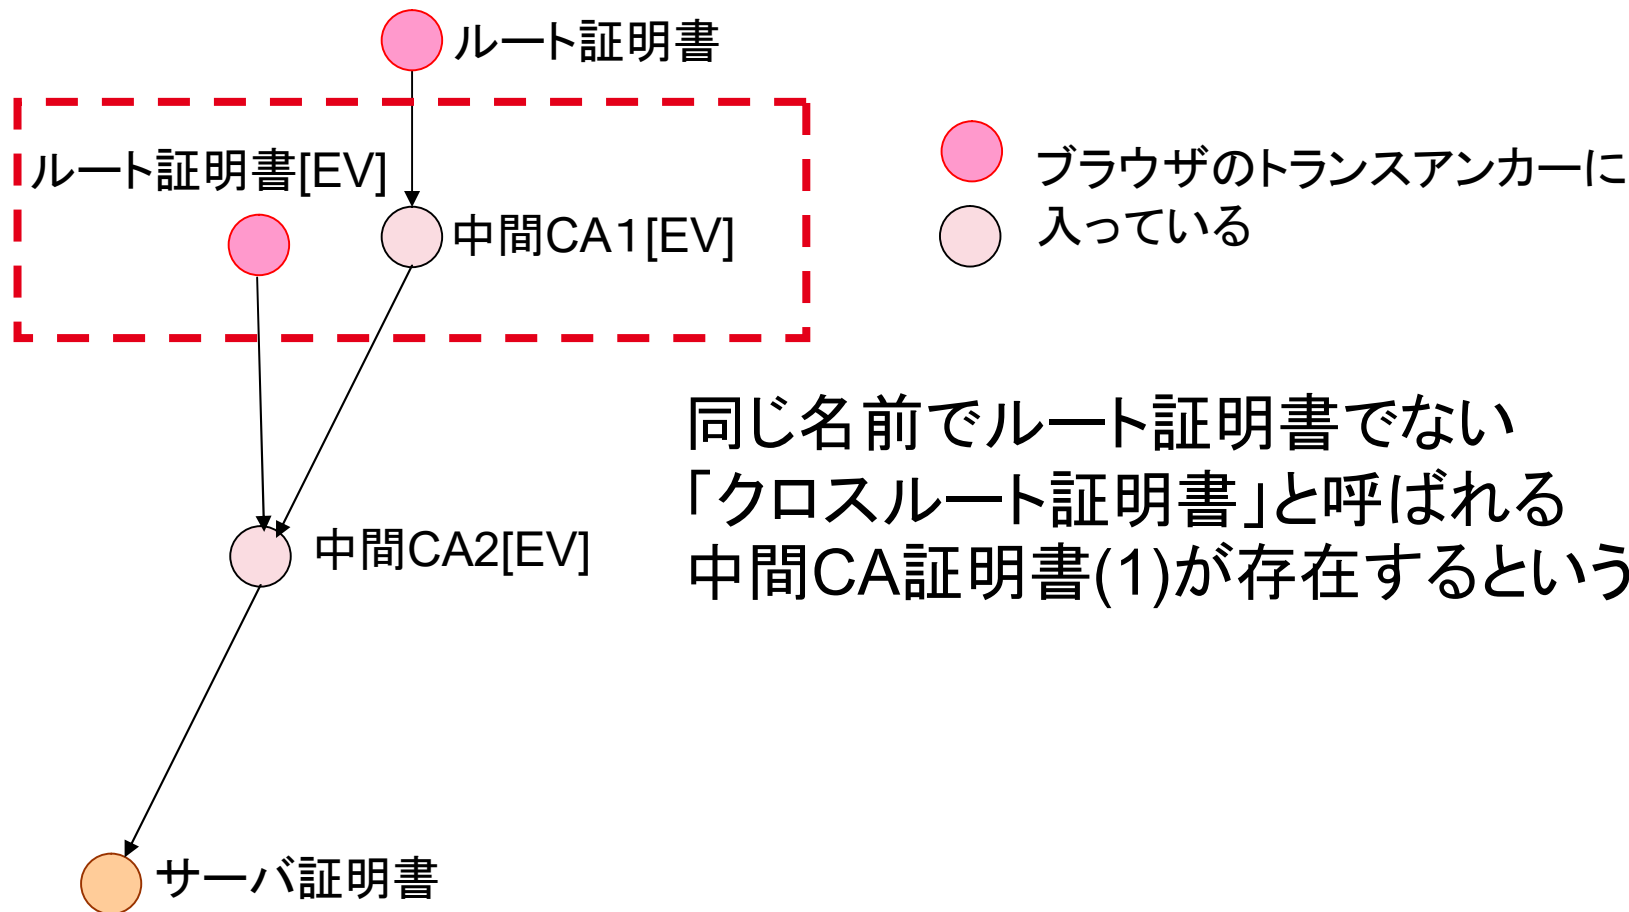 ルート証明書
ルート証明書[EV]
中間CA１[EV]
ブラウザのトランスアンカーに
入っている
同じ名前でルート証明書でない
「クロスルート証明書」と呼ばれる
中間CA証明書(1)が存在するという
中間CA2[EV]
サーバ証明書